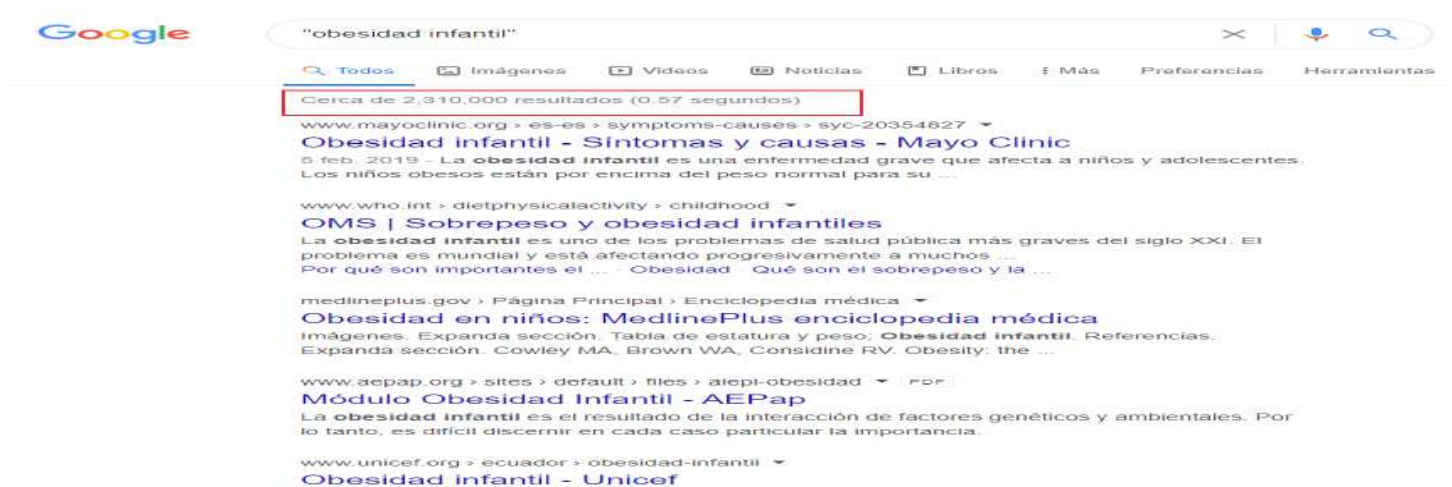 Google
"obesidad infantil"
Todos Imágenes Videos Noticias Libros Más Preferencias Herramientas
Cerca de 2,310,000 resultados (0.57 segundos)
www.mayoclinic.org › es-es › symptoms-causes › syc-20354827
Obesidad infantil - Síntomas y causas - Mayo Clinic
5 feb. 2019 - La obesidad infantil es una enfermedad grave que afecta a niños y adolescentes.
Los niños obesos están por encima del peso normal para su ...
www.who.int › dietphysicalactivity › childhood
OMS | Sobrepeso y obesidad infantiles
La obesidad infantil es uno de los problemas de salud pública más graves del siglo XXI. El
problema es mundial y está afectando progresivamente a muchos ...
Por qué son importantes el ... · Obesidad · Qué son el sobrepeso y la ...
medlineplus.gov › Página Principal › Enciclopedia médica
Obesidad en niños: MedlinePlus enciclopedia médica
Imágenes. Expanda sección. Tabla de estatura y peso; Obesidad infantil. Referencias.
Expanda sección. Cowley MA, Brown WA, Considine RV. Obesity: the ...
www.aepap.org › sites › default › files › aiepi-obesidad PDF
Módulo Obesidad Infantil - AEPap
La obesidad infantil es el resultado de la interacción de factores genéticos y ambientales. Por
lo tanto, es difícil discernir en cada caso particular la importancia.
www.unicef.org › ecuador › obesidad-infantil
Obesidad infantil - Unicef